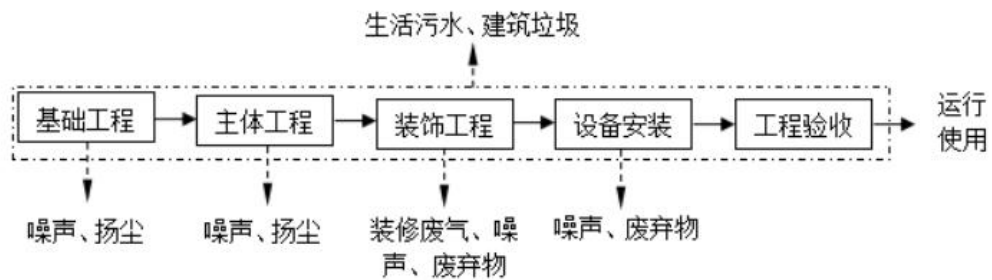 生活污水、建筑垃圾
基础工程
主体工程
装饰工程
设备安装
工程验收
运行
使用
噪声、扬尘
噪声、扬尘
装修废气、噪
声、废弃物
噪声、废弃物